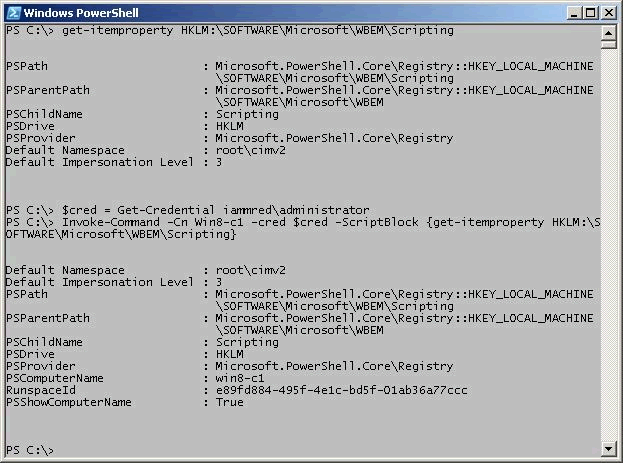 Windows PowerShell
PS C:\> get-itemproperty HKLM:\SOFTWARE\Microsoft\WBEM\Scripting
PSPath : Microsoft.PowerShell.Core\Registry::HKEY_LOCAL_MACHINE
\SOFTWARE\Microsoft\WBEM\Scripting
PSParentPath : Microsoft.PowerShell.Core\Registry::HKEY_LOCAL_MACHINE
\SOFTWARE\Microsoft\WBEM
PSChildName : Scripting
PSDrive : HKLM
PSProvider : Microsoft.PowerShell.Core\Registry
Default Namespace : root\cimv2
Default Impersonation Level : 3
PS C:\> $cred = Get-Credential iammred\administrator
PS C:\> Invoke-Command -Cn Win8-c1 -cred $cred -ScriptBlock {get-itemproperty HKLM:\S
OFTWARE\Microsoft\WBEM\Scripting}
Default Namespace : root\cimv2
Default Impersonation Level : 3
PSPath : Microsoft.PowerShell.Core\Registry::HKEY_LOCAL_MACHINE
\SOFTWARE\Microsoft\WBEM\Scripting
PSParentPath : Microsoft.PowerShell.Core\Registry::HKEY_LOCAL_MACHINE
\SOFTWARE\Microsoft\WBEM
PSChildName : Scripting
PSDrive : HKLM
PSProvider : Microsoft.PowerShell.Core\Registry
PSComputerName : win8-c1
RunspaceId : e89fd884-495f-4e1c-bd5f-01ab36a77ccc
PSShowComputerName : True
PS C:\>